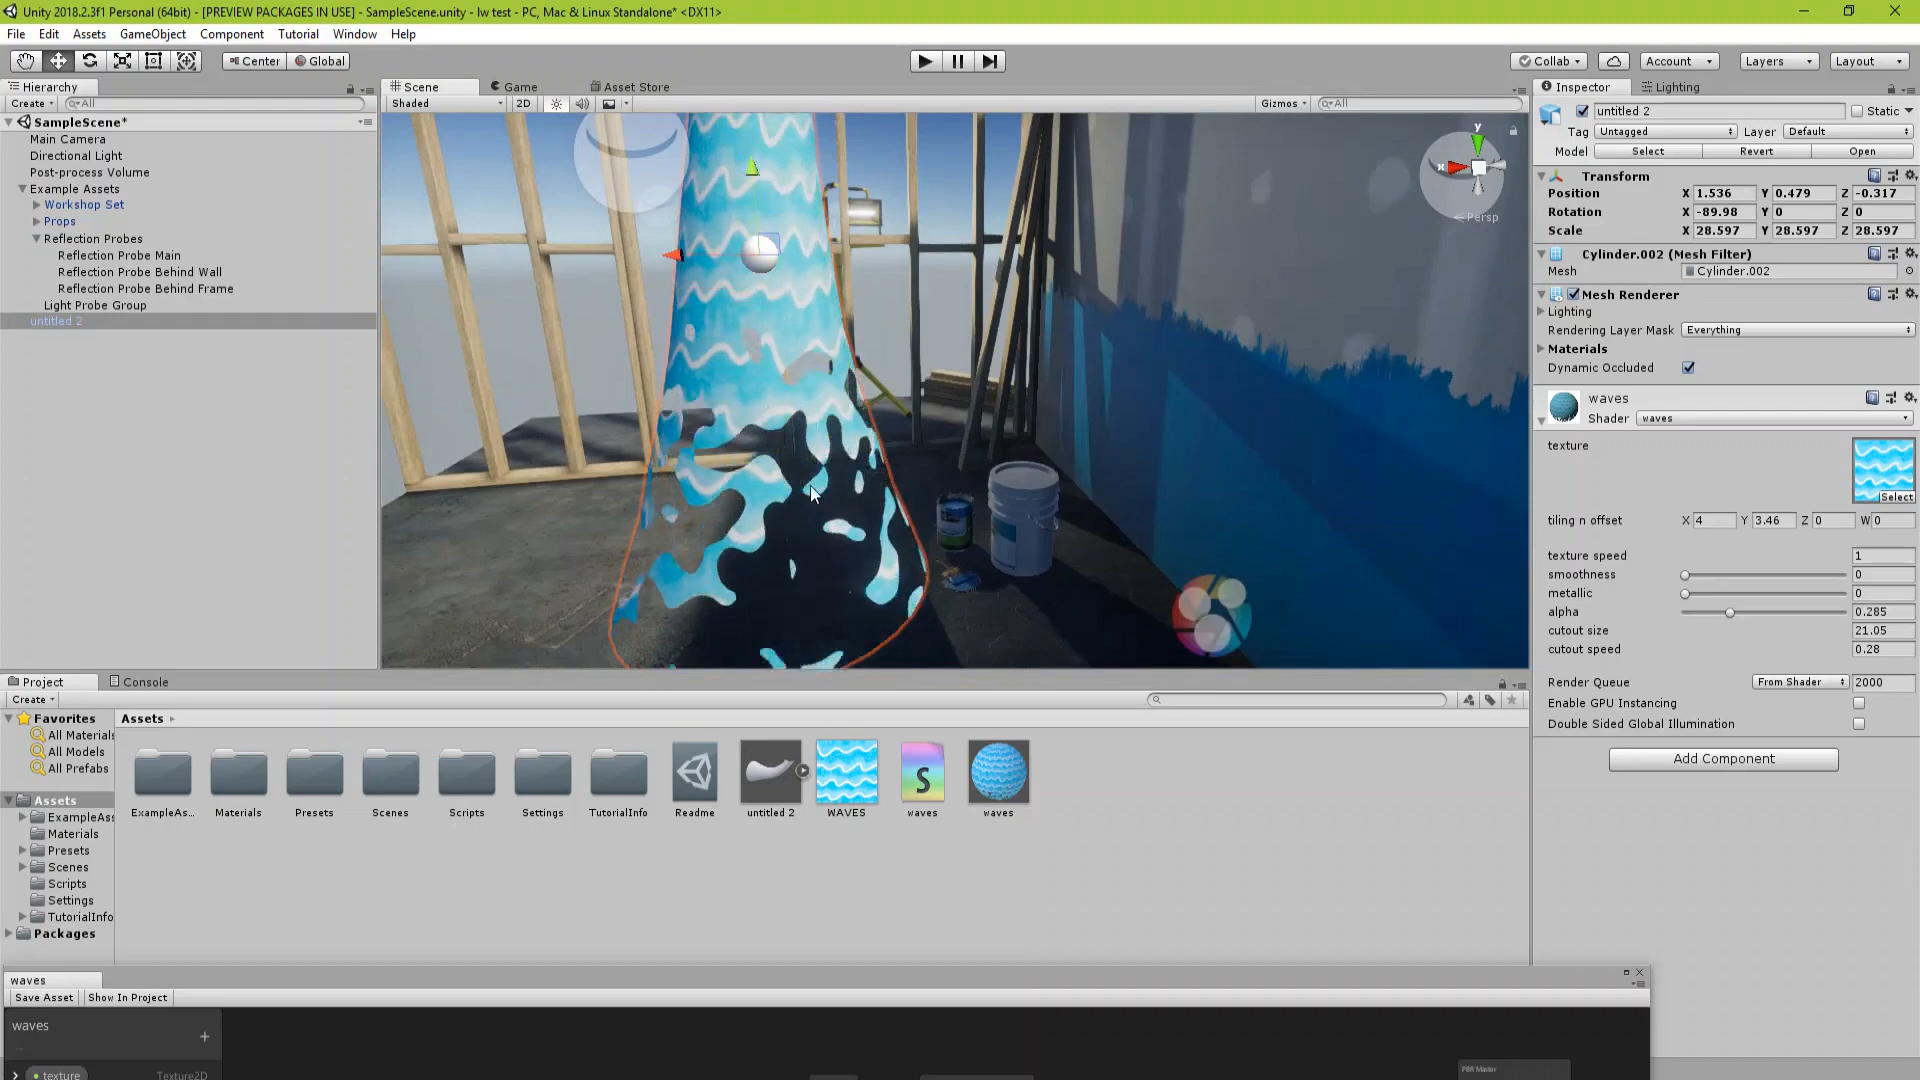 Unity 2018.2.3f1 Personal (64bit) - [PREVIEW PACKAGES IN USE] - SampleScene.unity - lw test - PC, Mac & Linux Standalone* <DX11>
File Edit Assets GameObject Component Tutorial Window Help
Center Global Collab Account Layers Layout
Hierarchy
Create All
SampleScene*
Main Camera
Directional Light
Post-process Volume
Example Assets
Workshop Set
Props
Reflection Probes
Reflection Probe Main
Reflection Probe Behind Wall
Reflection Probe Behind Frame
Light Probe Group
untitled 2
Scene Game Asset Store
Shaded 2D Gizmos All
y
x
Persp
Inspector Lighting
untitled 2 Static
Tag Untagged Layer Default
Model Select Revert Open
Transform
Position X 1.536 Y 0.479 Z -0.317
Rotation X -89.98 Y 0 Z 0
Scale X 28.597 Y 28.597 Z 28.597
Cylinder.002 (Mesh Filter)
Mesh Cylinder.002
Mesh Renderer
Lighting
Rendering Layer Mask Everything
Materials
Dynamic Occluded
waves
Shader waves
texture
Select
tiling n offset X 4 Y 3.46 Z 0 W 0
texture speed 1
smoothness 0
metallic 0
alpha 0.285
cutout size 21.05
cutout speed 0.28
Render Queue From Shader 2000
Enable GPU Instancing
Double Sided Global Illumination
Add Component
Project Console
Create
Favorites
All Materials
All Models
All Prefabs
Assets
ExampleAss
Materials
Presets
Scenes
Scripts
Settings
TutorialInfo
Packages
Assets
S
ExampleAs... Materials Presets Scenes Scripts Settings TutorialInfo Readme untitled 2 WAVES waves waves
waves
Save Asset Show In Project
waves
texture Texture2D
PBR Master